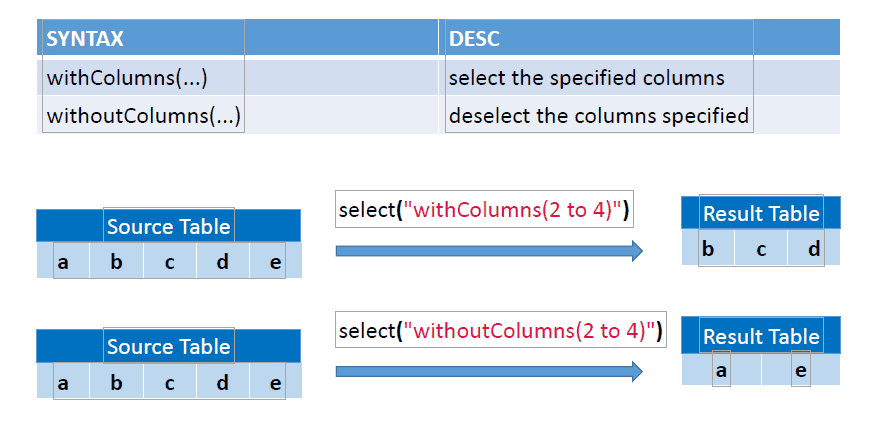 SYNTAX DESC
withColumns(...) select the specified columns
withoutColumns(...) deselect the columns specified
select("withColumns(2 to 4)")
Source Table Result Table
a b c d e b c d
select("withoutColumns(2 to 4)")
Source Table Result Table
a b c d e a e